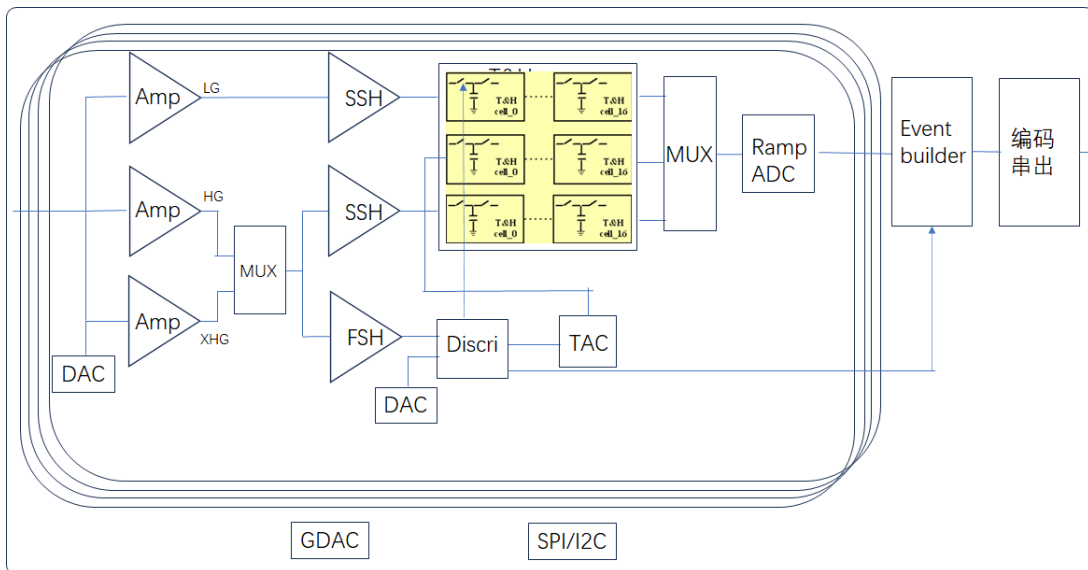 T&H
Amp
LG
SSH
T&H
cell_0
T&H
cell_16
Amp
HG
SSH
T&H
cell_0
T&H
cell_16
MUX
Ramp
ADC
Event
builder
编码
串出
MUX
T&H
cell_0
T&H
cell_16
Amp
XHG
FSH
Discri
TAC
DAC
DAC
GDAC
SPI/I2C